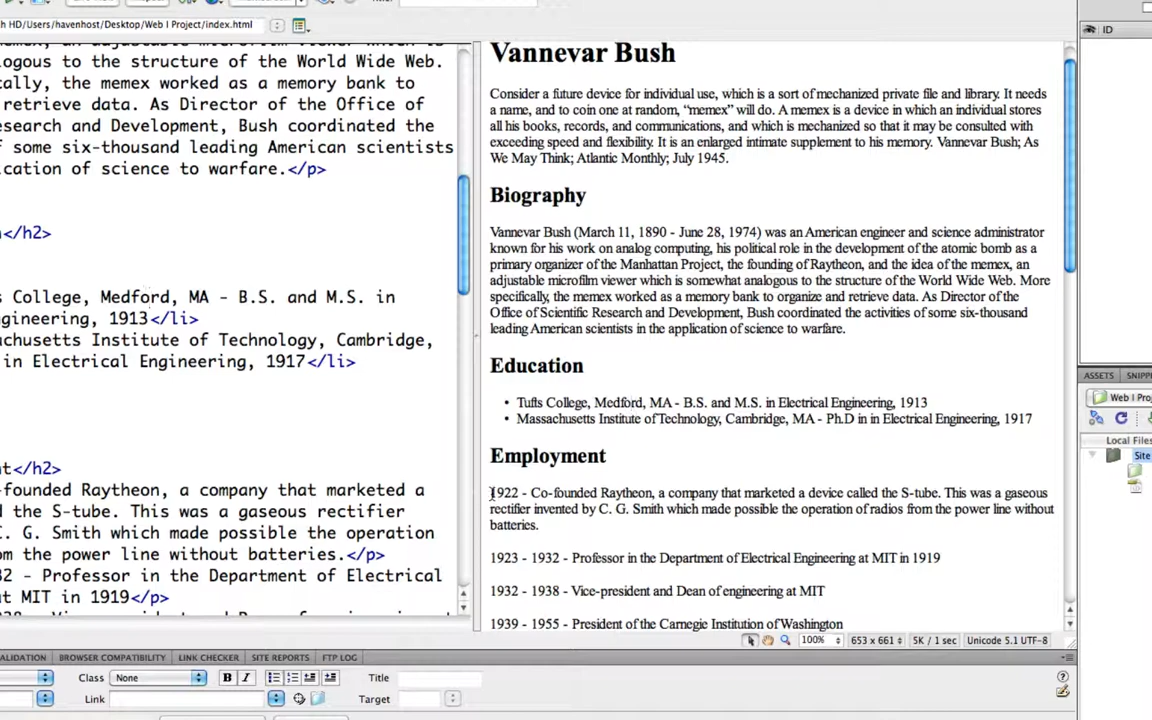 h HD/Users/havenhost/Desktop/Web I Project/index.html
ID
logous to the structure of the World Wide Web.
cally, the memex worked as a memory bank to
retrieve data. As Director of the Office of
esearch and Development, Bush coordinated the
f some six-thousand leading American scientists
cation of science to warfare.</p>
</h2>
s College, Medford, MA - B.S. and M.S. in
gineering, 1913</li>
achusetts Institute of Technology, Cambridge,
in Electrical Engineering, 1917</li>
t</h2>
-founded Raytheon, a company that marketed a
d the S-tube. This was a gaseous rectifier
C. G. Smith which made possible the operation
om the power line without batteries.</p>
32 - Professor in the Department of Electrical
at MIT in 1919</p>
Vannevar Bush
Consider a future device for individual use, which is a sort of mechanized private file and library. It needs
a name, and to coin one at random, “memex” will do. A memex is a device in which an individual stores
all his books, records, and communications, and which is mechanized so that it may be consulted with
exceeding speed and flexibility. It is an enlarged intimate supplement to his memory. Vannevar Bush; As
We May Think; Atlantic Monthly; July 1945.
Biography
Vannevar Bush (March 11, 1890 - June 28, 1974) was an American engineer and science administrator
known for his work on analog computing, his political role in the development of the atomic bomb as a
primary organizer of the Manhattan Project, the founding of Raytheon, and the idea of the memex, an
adjustable microfilm viewer which is somewhat analogous to the structure of the World Wide Web. More
specifically, the memex worked as a memory bank to organize and retrieve data. As Director of the
Office of Scientific Research and Development, Bush coordinated the activities of some six-thousand
leading American scientists in the application of science to warfare.
Education
• Tufts College, Medford, MA - B.S. and M.S. in Electrical Engineering, 1913
• Massachusetts Institute of Technology, Cambridge, MA - Ph.D in in Electrical Engineering, 1917
Employment
1922 - Co-founded Raytheon, a company that marketed a device called the S-tube. This was a gaseous
rectifier invented by C. G. Smith which made possible the operation of radios from the power line without
batteries.
1923 - 1932 - Professor in the Department of Electrical Engineering at MIT in 1919
1932 - 1938 - Vice-president and Dean of engineering at MIT
1939 - 1955 - President of the Carnegie Institution of Washington
100%
653 x 661
5K / 1 sec
Unicode 5.1 UTF-8
ASSETS
SNIPP
Web I Proj
Local Files
Site
ALIDATION
BROWSER COMPATIBILITY
LINK CHECKER
SITE REPORTS
FTP LOG
Class
None
B
I
Title
Link
Target